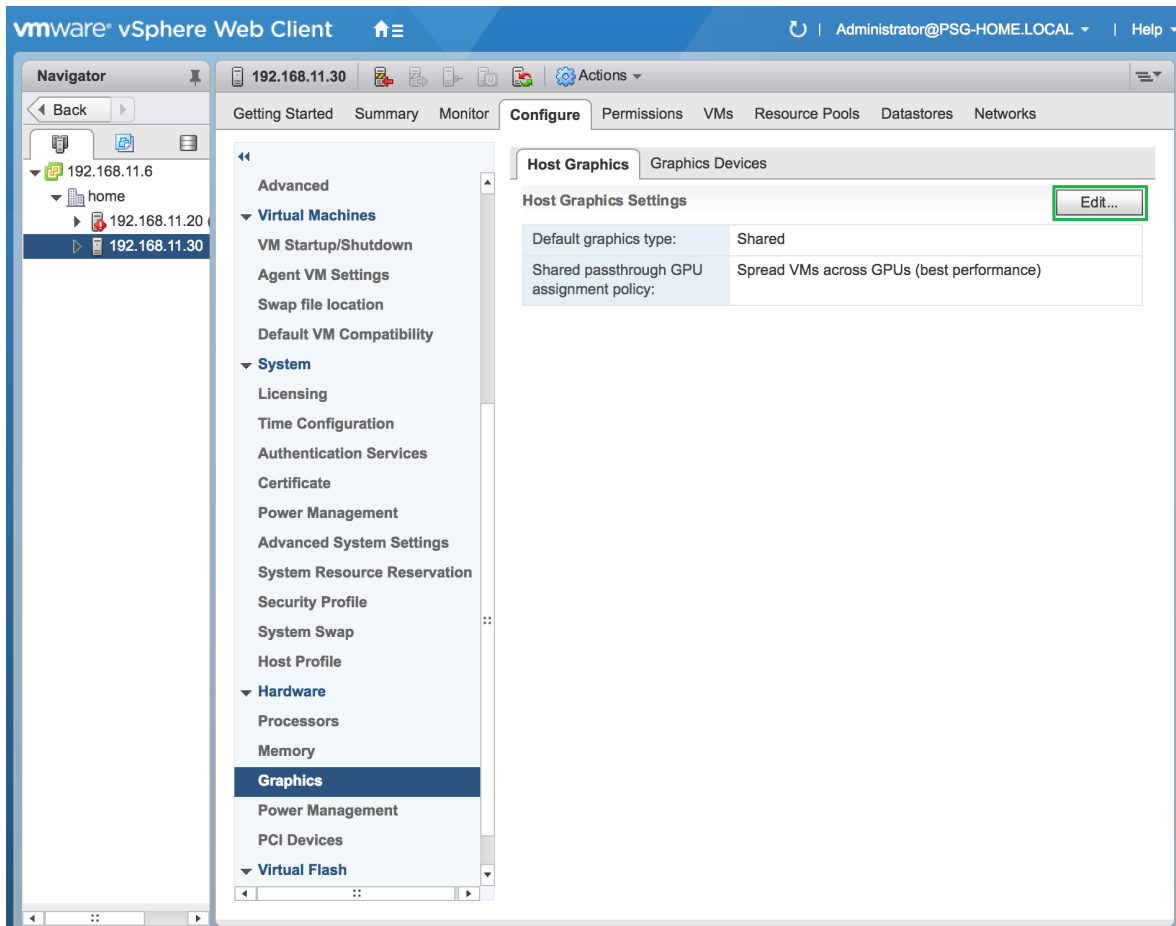 vmware® vSphere Web Client
Administrator@PSG-HOME.LOCAL
Help
Navigator
Back
192.168.11.6
home
192.168.11.20 (
192.168.11.30
192.168.11.30
Actions
Getting Started Summary Monitor Configure Permissions VMs Resource Pools Datastores Networks
Advanced
Virtual Machines
VM Startup/Shutdown
Agent VM Settings
Swap file location
Default VM Compatibility
System
Licensing
Time Configuration
Authentication Services
Certificate
Power Management
Advanced System Settings
System Resource Reservation
Security Profile
System Swap
Host Profile
Hardware
Processors
Memory
Graphics
Power Management
PCI Devices
Virtual Flash
Host Graphics Graphics Devices
Host Graphics Settings
Edit...
Default graphics type: Shared
Shared passthrough GPU Spread VMs across GPUs (best performance)
assignment policy: